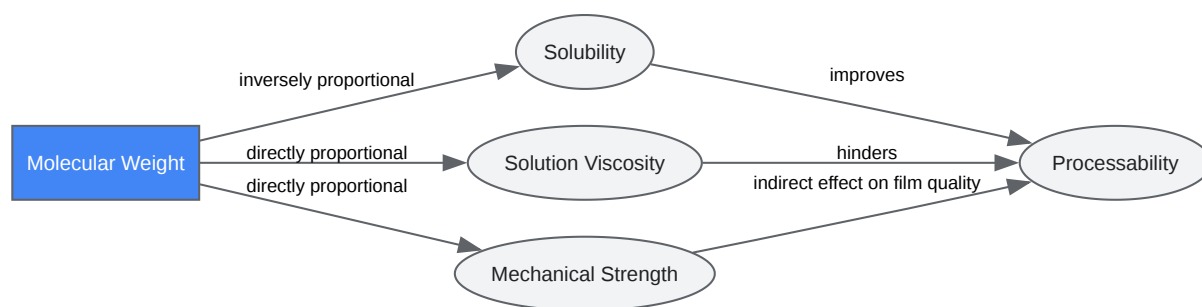 Solubility
inversely proportional
improves
Molecular Weight
directly proportional
Solution Viscosity
hinders
Processability
directly proportional
indirect effect on film quality
Mechanical Strength